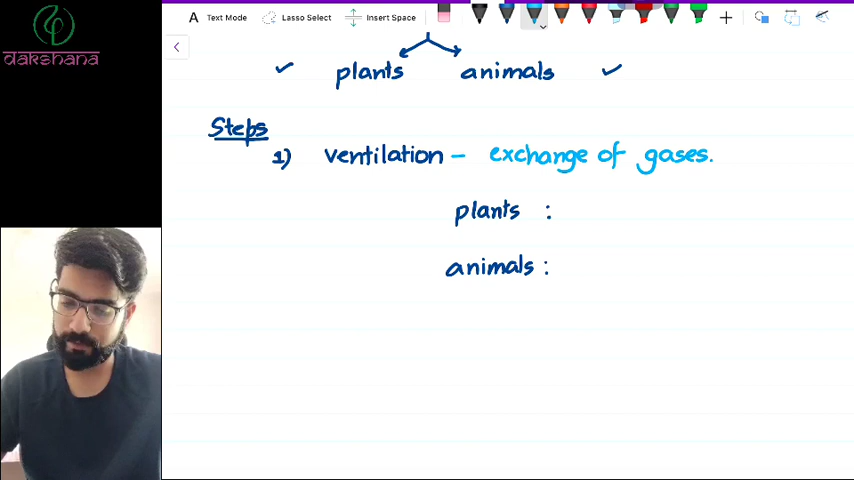 dakshana
Text Mode
Lasso Select
Insert Space
plants animals
Steps
1) ventilation - exchange of gases.
plants :
animals :